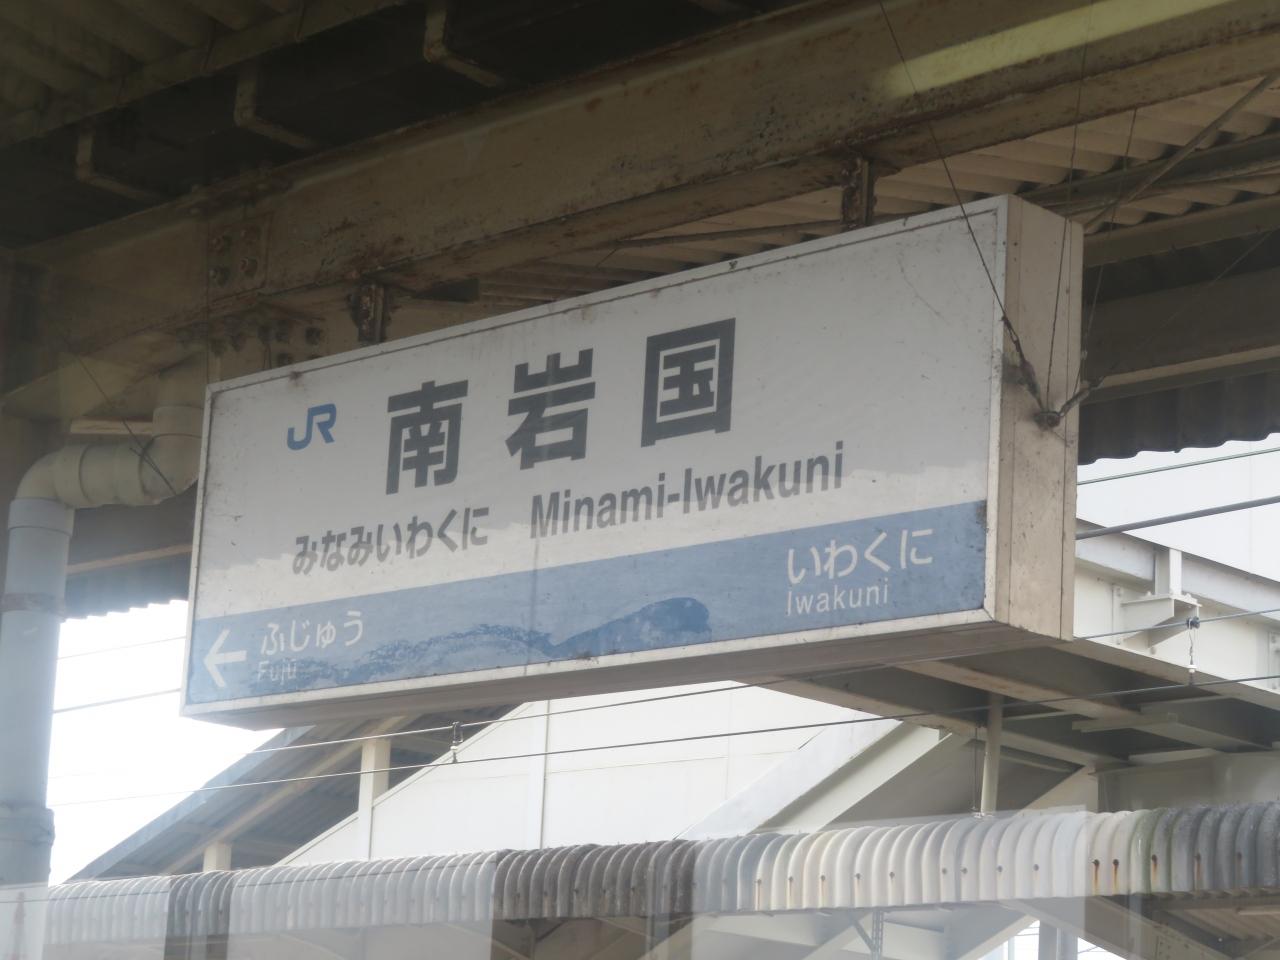 JR 南岩国
みなみいわくに Minami-Iwakuni
← ふじゅう
Fuju
いわくに
Iwakuni